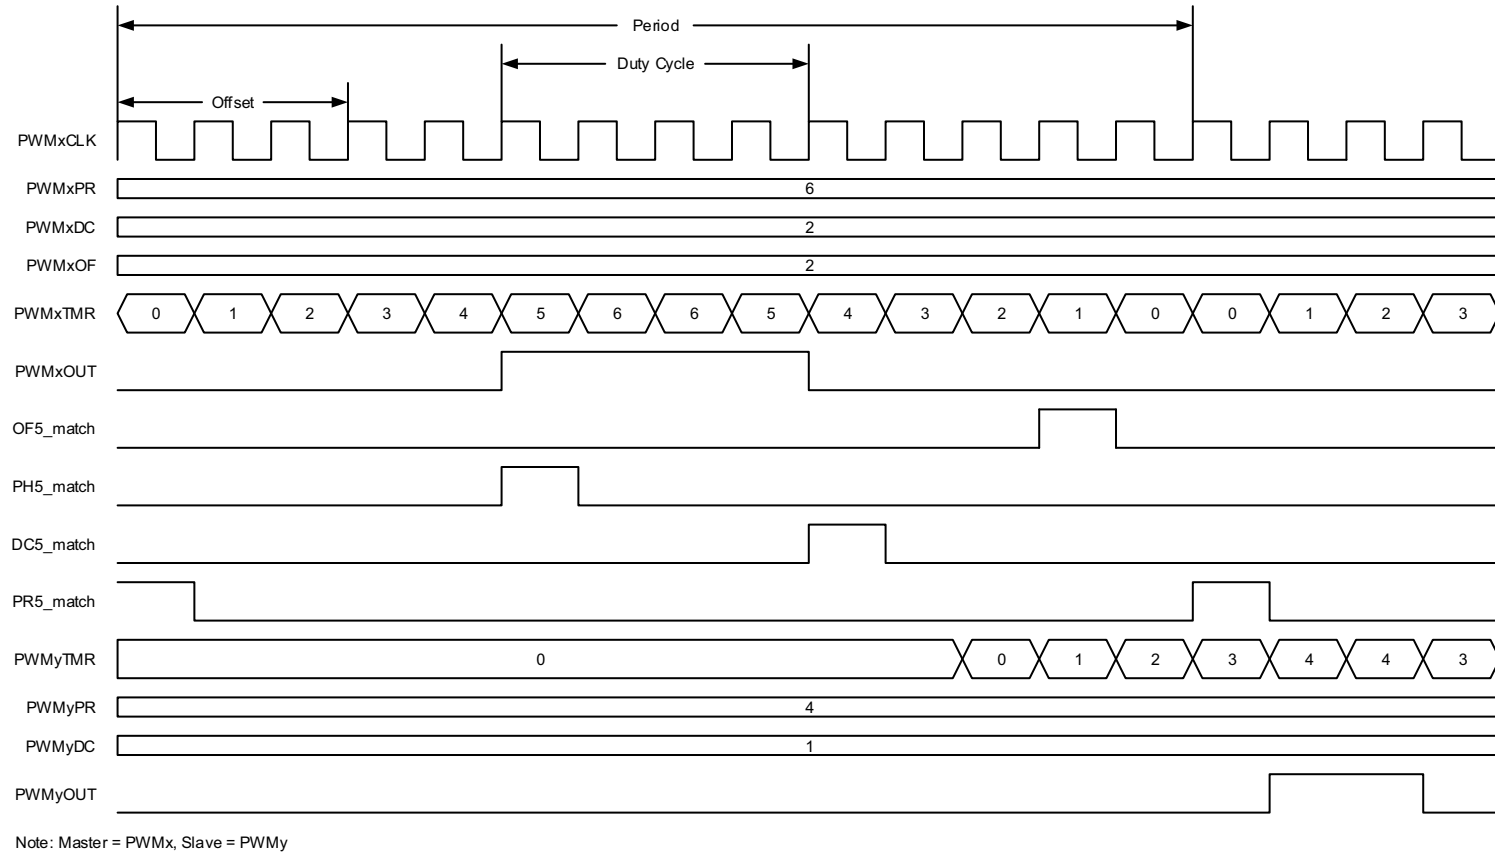 Period
Duty Cycle
Offset
PWMxCLK
PWMxPR 6
PWMxDC 2
PWMxOF 2
PWMxTMR 0 1 2 3 4 5 6 6 5 4 3 2 1 0 0 1 2 3
PWMxOUT
OF5_match
PH5_match
DC5_match
PR5_match
PWMyTMR 0 0 1 2 3 4 4 3
PWMyPR 4
PWMyDC 1
PWMyOUT
Note: Master = PWMx, Slave = PWMy